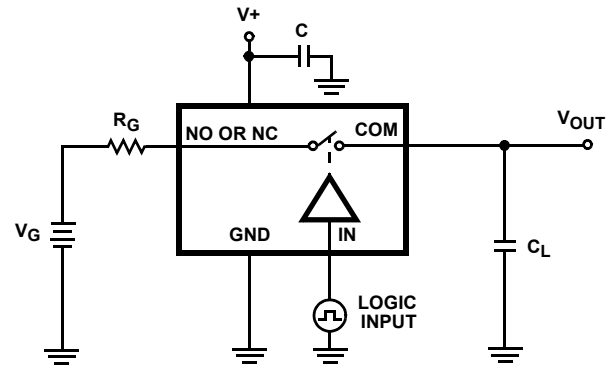 V+
C
RG
NO OR NC
COM
VOUT
VG
GND
IN
CL
LOGIC
INPUT